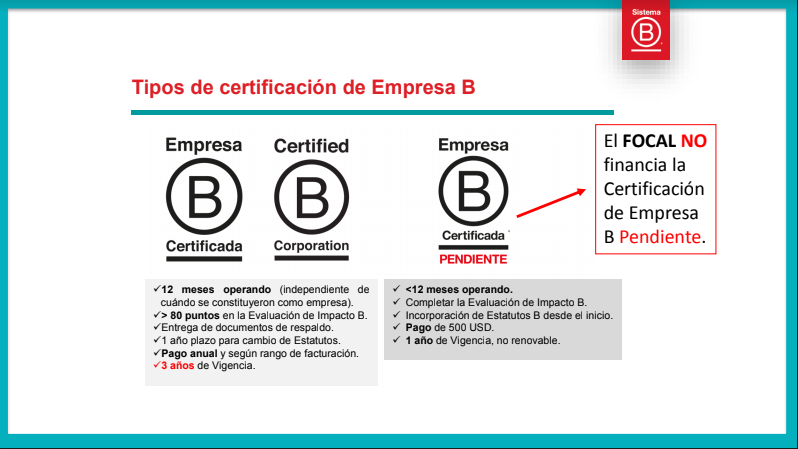 Sistema
B
Tipos de certificación de Empresa B
Empresa
B
Certificada
Certified
B
Corporation
Empresa
B
Certificada
PENDIENTE
El FOCAL NO
financia la
Certificación
de Empresa
B Pendiente.
✓12 meses operando (independiente de
cuándo se constituyeron como empresa).
✓> 80 puntos en la Evaluación de Impacto B.
✓Entrega de documentos de respaldo.
✓1 año plazo para cambio de Estatutos.
✓Pago anual y según rango de facturación.
✓3 años de Vigencia.
✓ <12 meses operando.
✓ Completar la Evaluación de Impacto B.
✓ Incorporación de Estatutos B desde el inicio.
✓ Pago de 500 USD.
✓ 1 año de Vigencia, no renovable.